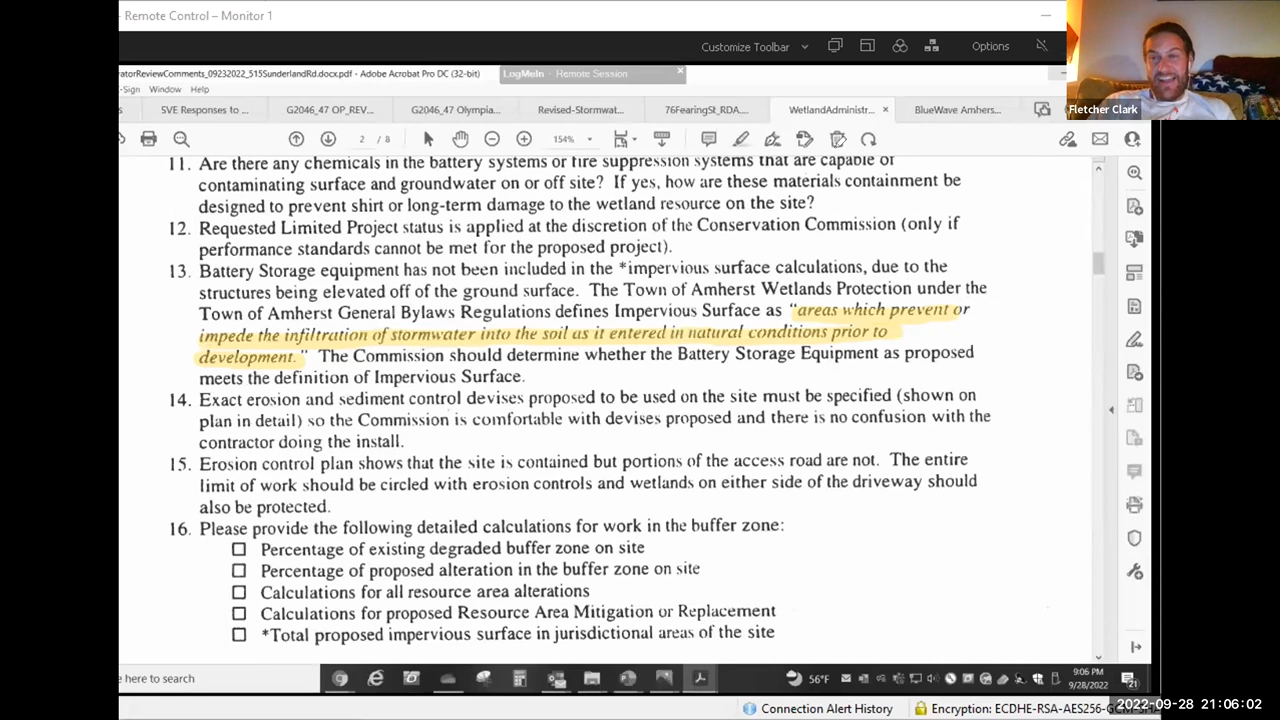 - Remote Control – Monitor 1
Customize Toolbar
Options
Fletcher Clark
ratorReviewComments_09232022_515SunderlandRd.docx.pdf - Adobe Acrobat Pro DC (32-bit)
LogMeIn - Remote Session
-Sign Window Help
5VE Responses to ...
G2046_47 OP_REV...
G2046_47 Olympia...
Revised-Stormwat...
76FearingSt_RDA....
WetlandAdministr...
BlueWave Amhers...
2 / 8
154%
11. Are there any chemicals in the battery systems or fire suppression systems that are capable of
contaminating surface and groundwater on or off site? If yes, how are these materials containment be
designed to prevent shirt or long-term damage to the wetland resource on the site?
12. Requested Limited Project status is applied at the discretion of the Conservation Commission (only if
performance standards cannot be met for the proposed project).
13. Battery Storage equipment has not been included in the *impervious surface calculations, due to the
structures being elevated off of the ground surface. The Town of Amherst Wetlands Protection under the
Town of Amherst General Bylaws Regulations defines Impervious Surface as "areas which prevent or
impede the infiltration of stormwater into the soil as it entered in natural conditions prior to
development." The Commission should determine whether the Battery Storage Equipment as proposed
meets the definition of Impervious Surface.
14. Exact erosion and sediment control devises proposed to be used on the site must be specified (shown on
plan in detail) so the Commission is comfortable with devises proposed and there is no confusion with the
contractor doing the install.
15. Erosion control plan shows that the site is contained but portions of the access road are not. The entire
limit of work should be circled with erosion controls and wetlands on either side of the driveway should
also be protected.
16. Please provide the following detailed calculations for work in the buffer zone:
Percentage of existing degraded buffer zone on site
Percentage of proposed alteration in the buffer zone on site
Calculations for all resource area alterations
Calculations for proposed Resource Area Mitigation or Replacement
*Total proposed impervious surface in jurisdictional areas of the site
e here to search
56°F
9:06 PM
9/28/2022
21
Connection Alert History
Encryption: ECDHE-RSA-AES256-GCM-SHA
2022-09-28 21:06:02